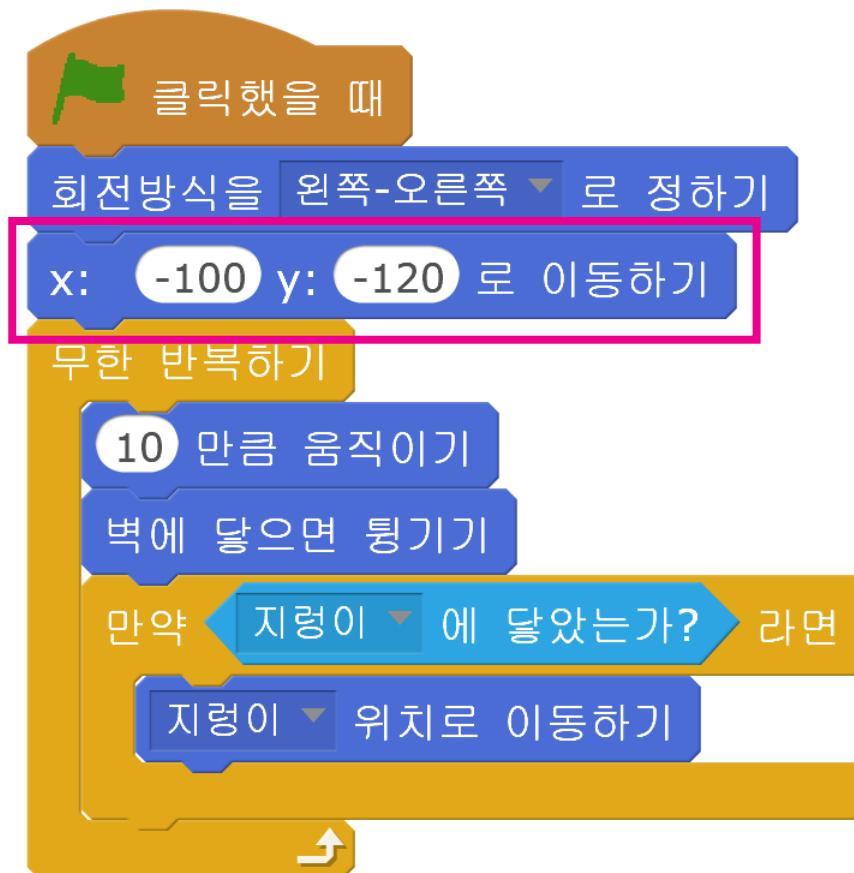 클릭했을 때
회전방식을 왼쪽-오른쪽 로 정하기
x: -100 y: -120 로 이동하기
무한 반복하기
10 만큼 움직이기
벽에 닿으면 튕기기
만약 지렁이 에 닿았는가? 라면
지렁이 위치로 이동하기